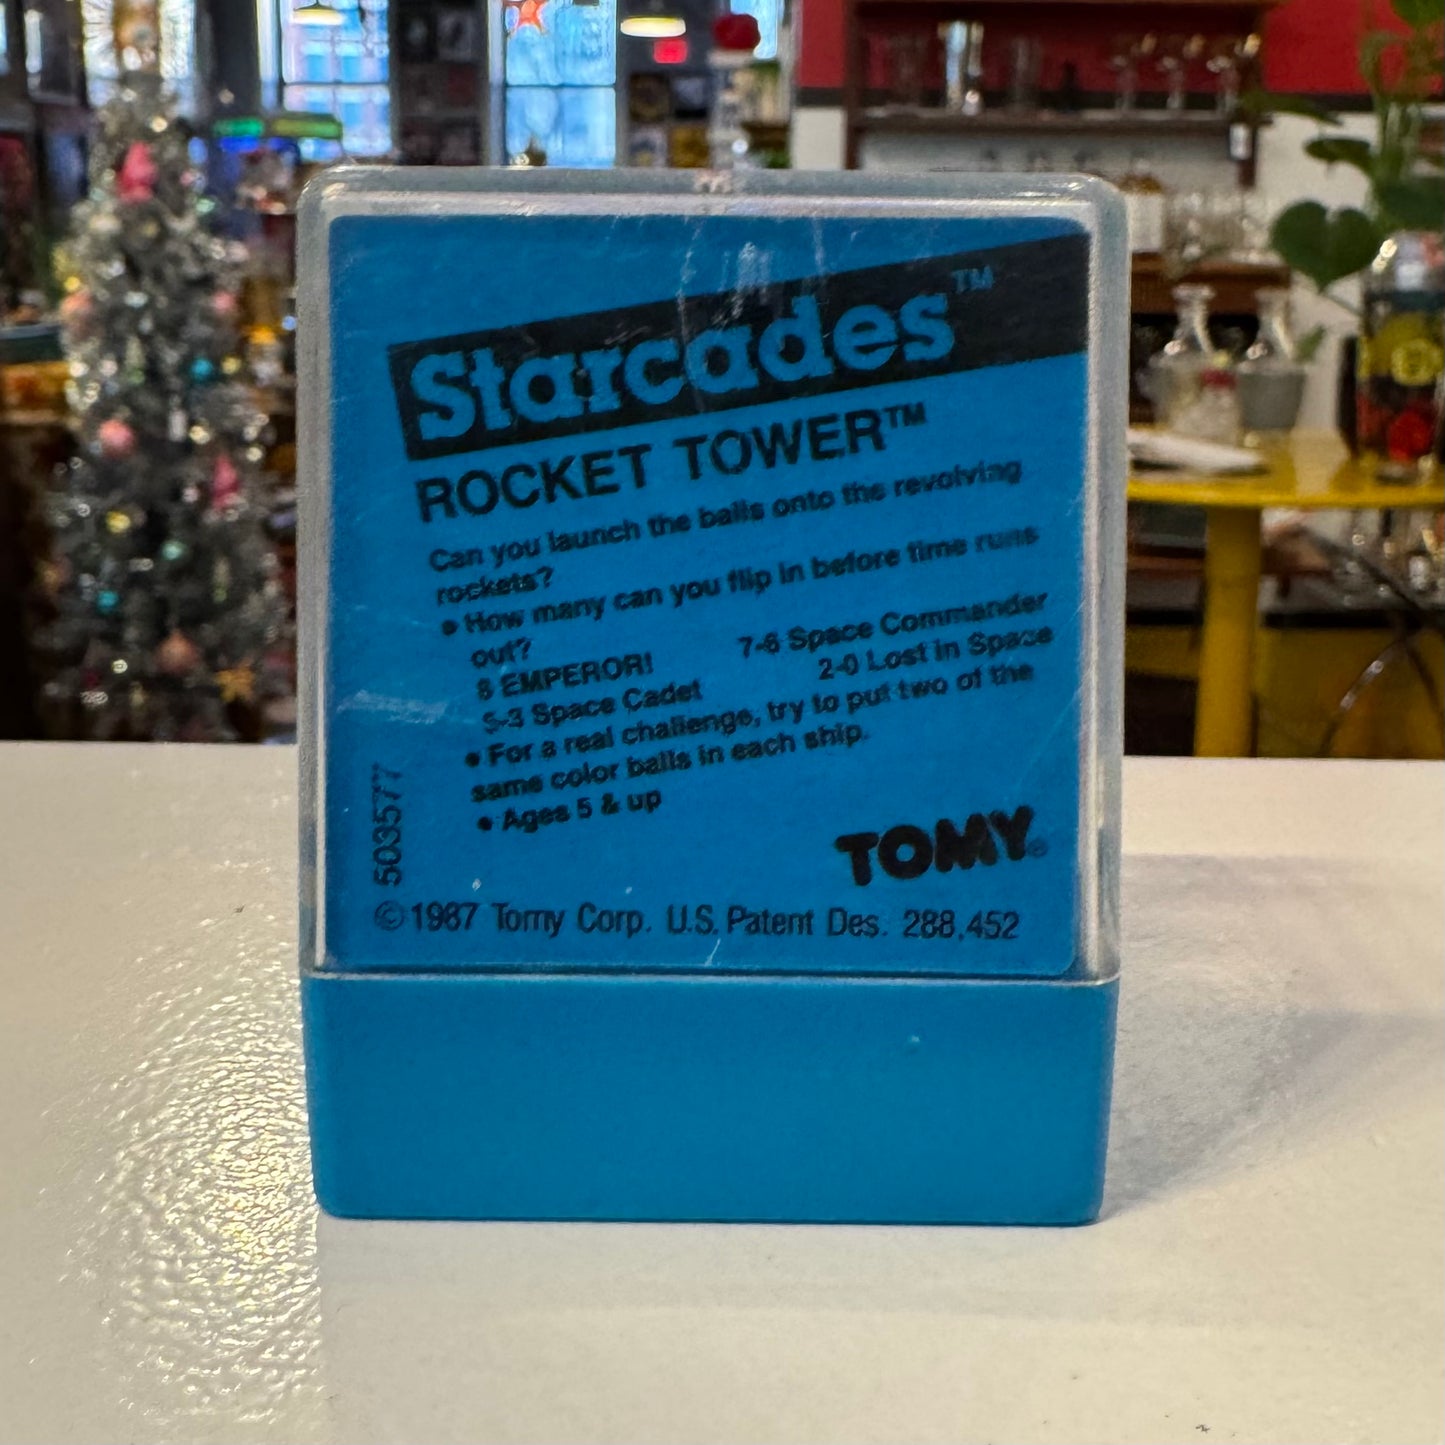 Starcades™
ROCKET TOWER™
Can you launch the balls onto the revolving
rockets?
• How many can you flip in before time runs
out?
8 EMPEROR! 7-6 Space Commander
5-3 Space Cadet 2-0 Lost in Space
• For a real challenge, try to put two of the
same color balls in each ship.
• Ages 5 & up
503577
TOMY®
© 1987 Tomy Corp. U.S. Patent Des. 288,452